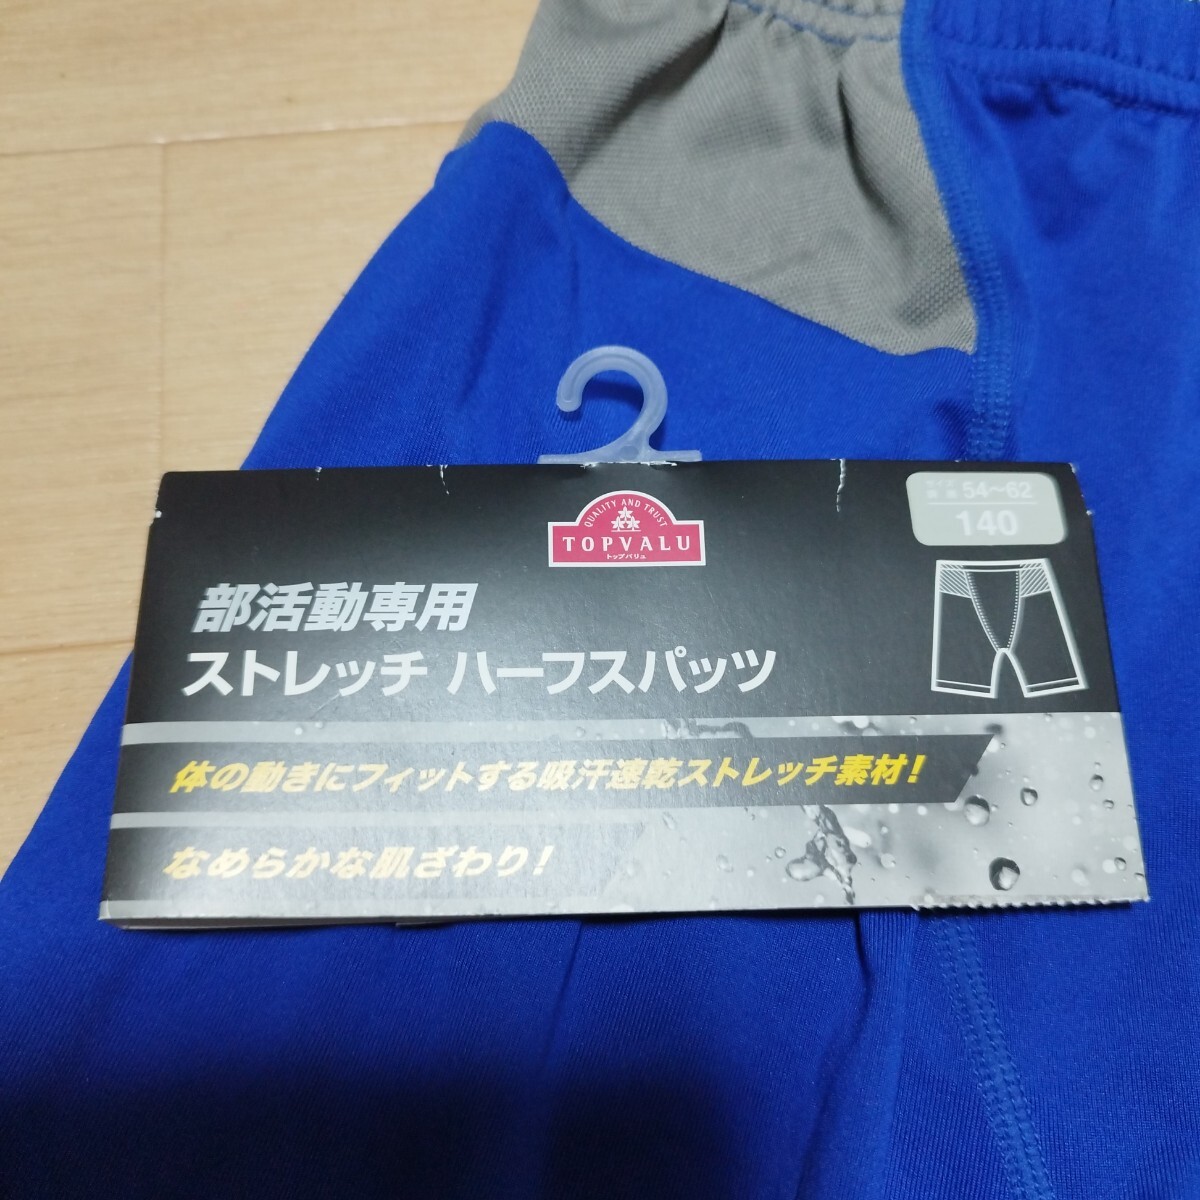 QUALITY AND TRUST
TOPVALU
トップバリュ
サイズ
54〜62
140
部活動専用
ストレッチ ハーフスパッツ
体の動きにフィットする吸汗速乾ストレッチ素材!
なめらかな肌ざわり!